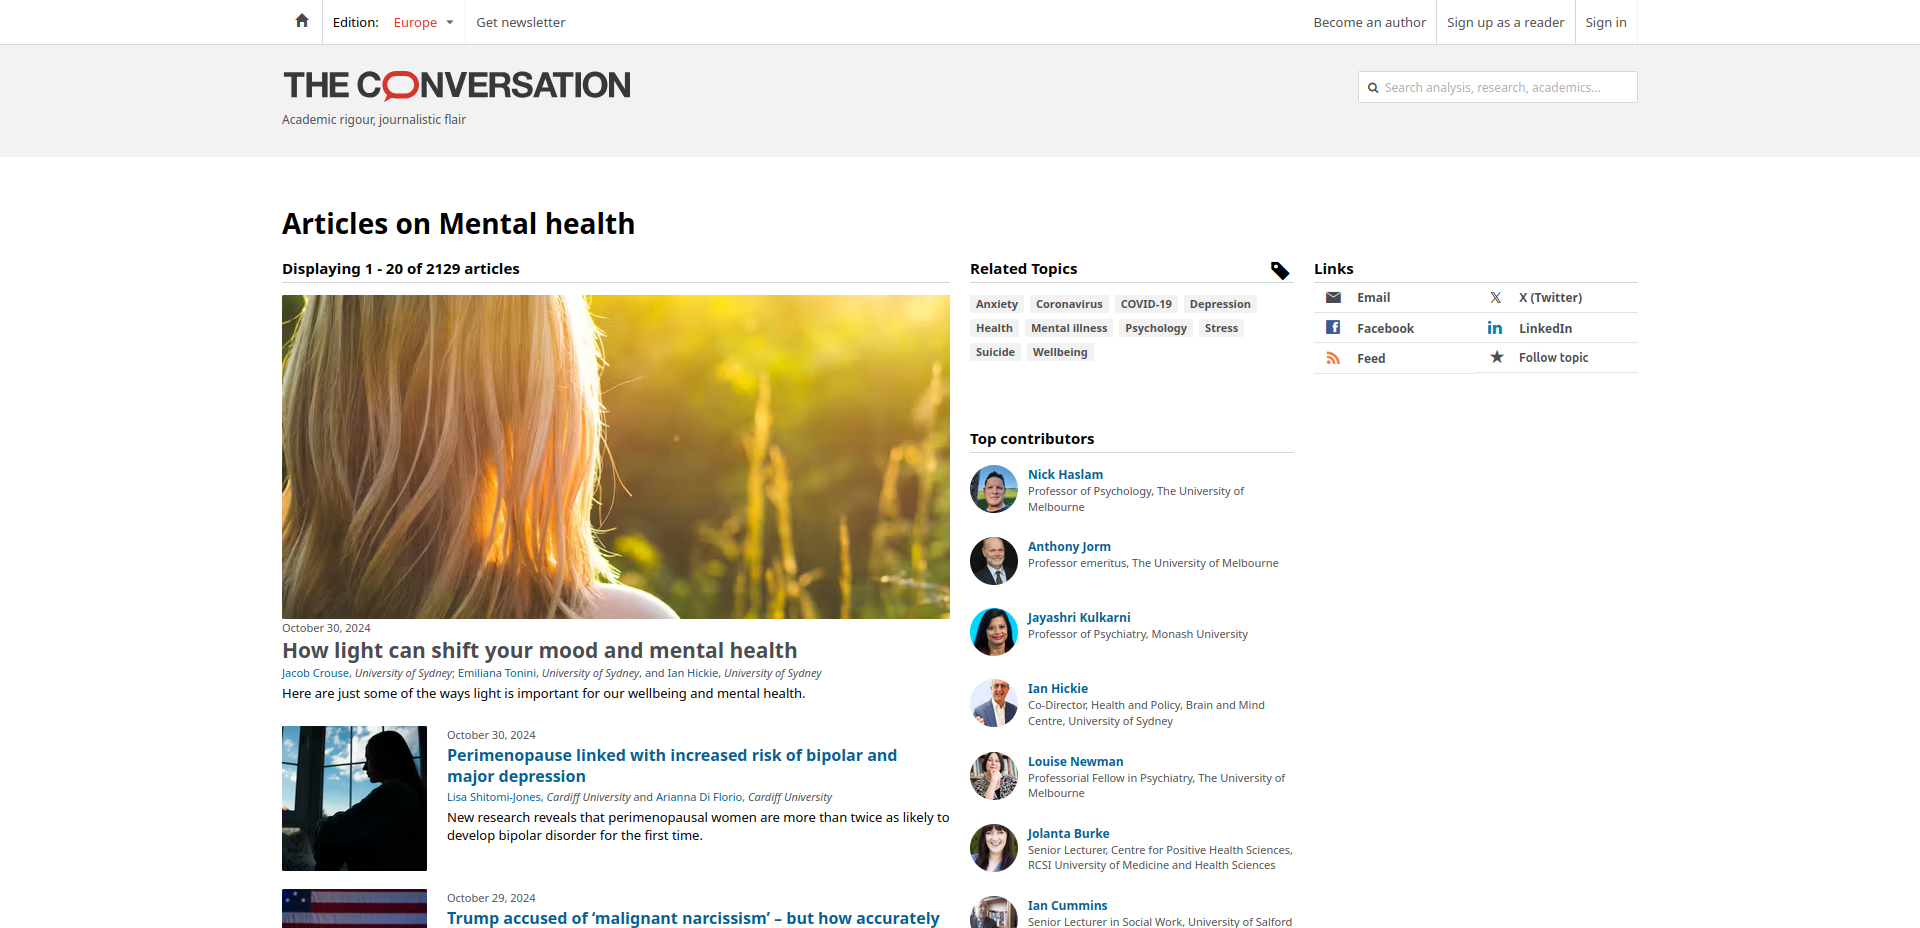 Edition: Europe
Get newsletter
Become an author
Sign up as a reader
Sign in
THE CONVERSATION
Academic rigour, journalistic flair
Search analysis, research, academics...
Articles on Mental health
Displaying 1 - 20 of 2129 articles
October 30, 2024
How light can shift your mood and mental health
Jacob Crouse, University of Sydney; Emiliana Tonini, University of Sydney, and Ian Hickie, University of Sydney
Here are just some of the ways light is important for our wellbeing and mental health.
October 30, 2024
Perimenopause linked with increased risk of bipolar and
major depression
Lisa Shitomi-Jones, Cardiff University and Arianna Di Florio, Cardiff University
New research reveals that perimenopausal women are more than twice as likely to
develop bipolar disorder for the first time.
October 29, 2024
Trump accused of ‘malignant narcissism’ – but how accurately
Related Topics
Anxiety Coronavirus COVID-19 Depression
Health Mental illness Psychology Stress
Suicide Wellbeing
Top contributors
Nick Haslam
Professor of Psychology, The University of
Melbourne
Anthony Jorm
Professor emeritus, The University of Melbourne
Jayashri Kulkarni
Professor of Psychiatry, Monash University
Ian Hickie
Co-Director, Health and Policy, Brain and Mind
Centre, University of Sydney
Louise Newman
Professorial Fellow in Psychiatry, The University of
Melbourne
Jolanta Burke
Senior Lecturer, Centre for Positive Health Sciences,
RCSI University of Medicine and Health Sciences
Ian Cummins
Senior Lecturer in Social Work, University of Salford
Links
Email
X (Twitter)
Facebook
LinkedIn
Feed
Follow topic